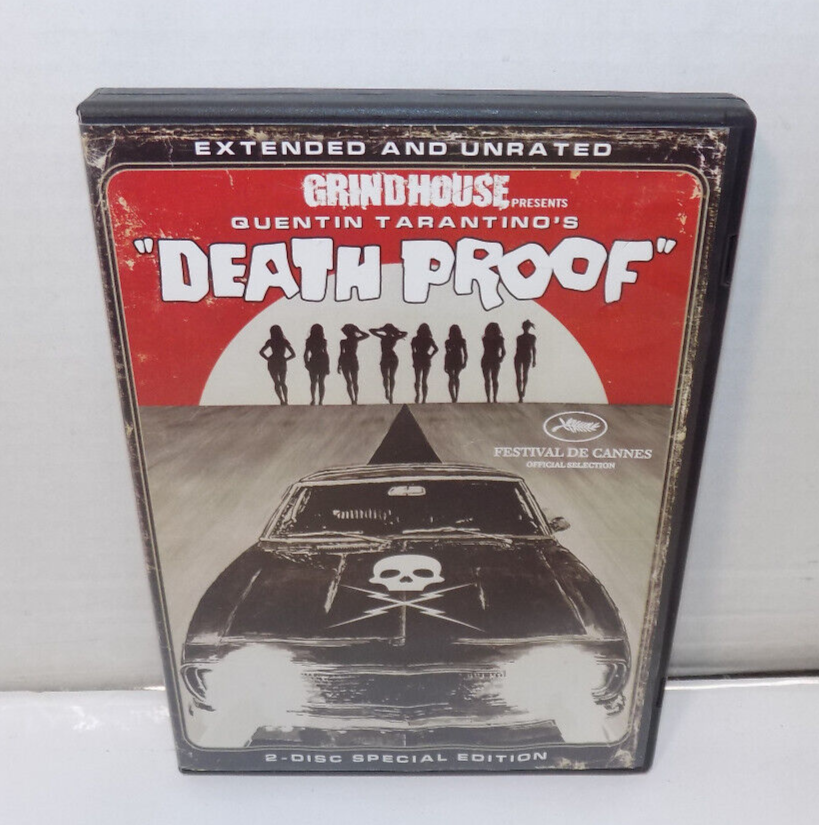 EXTENDED AND UNRATED
GRINDHOUSE PRESENTS
QUENTIN TARANTINO'S
"DEATH PROOF"
FESTIVAL DE CANNES
OFFICIAL SELECTION
2-DISC SPECIAL EDITION